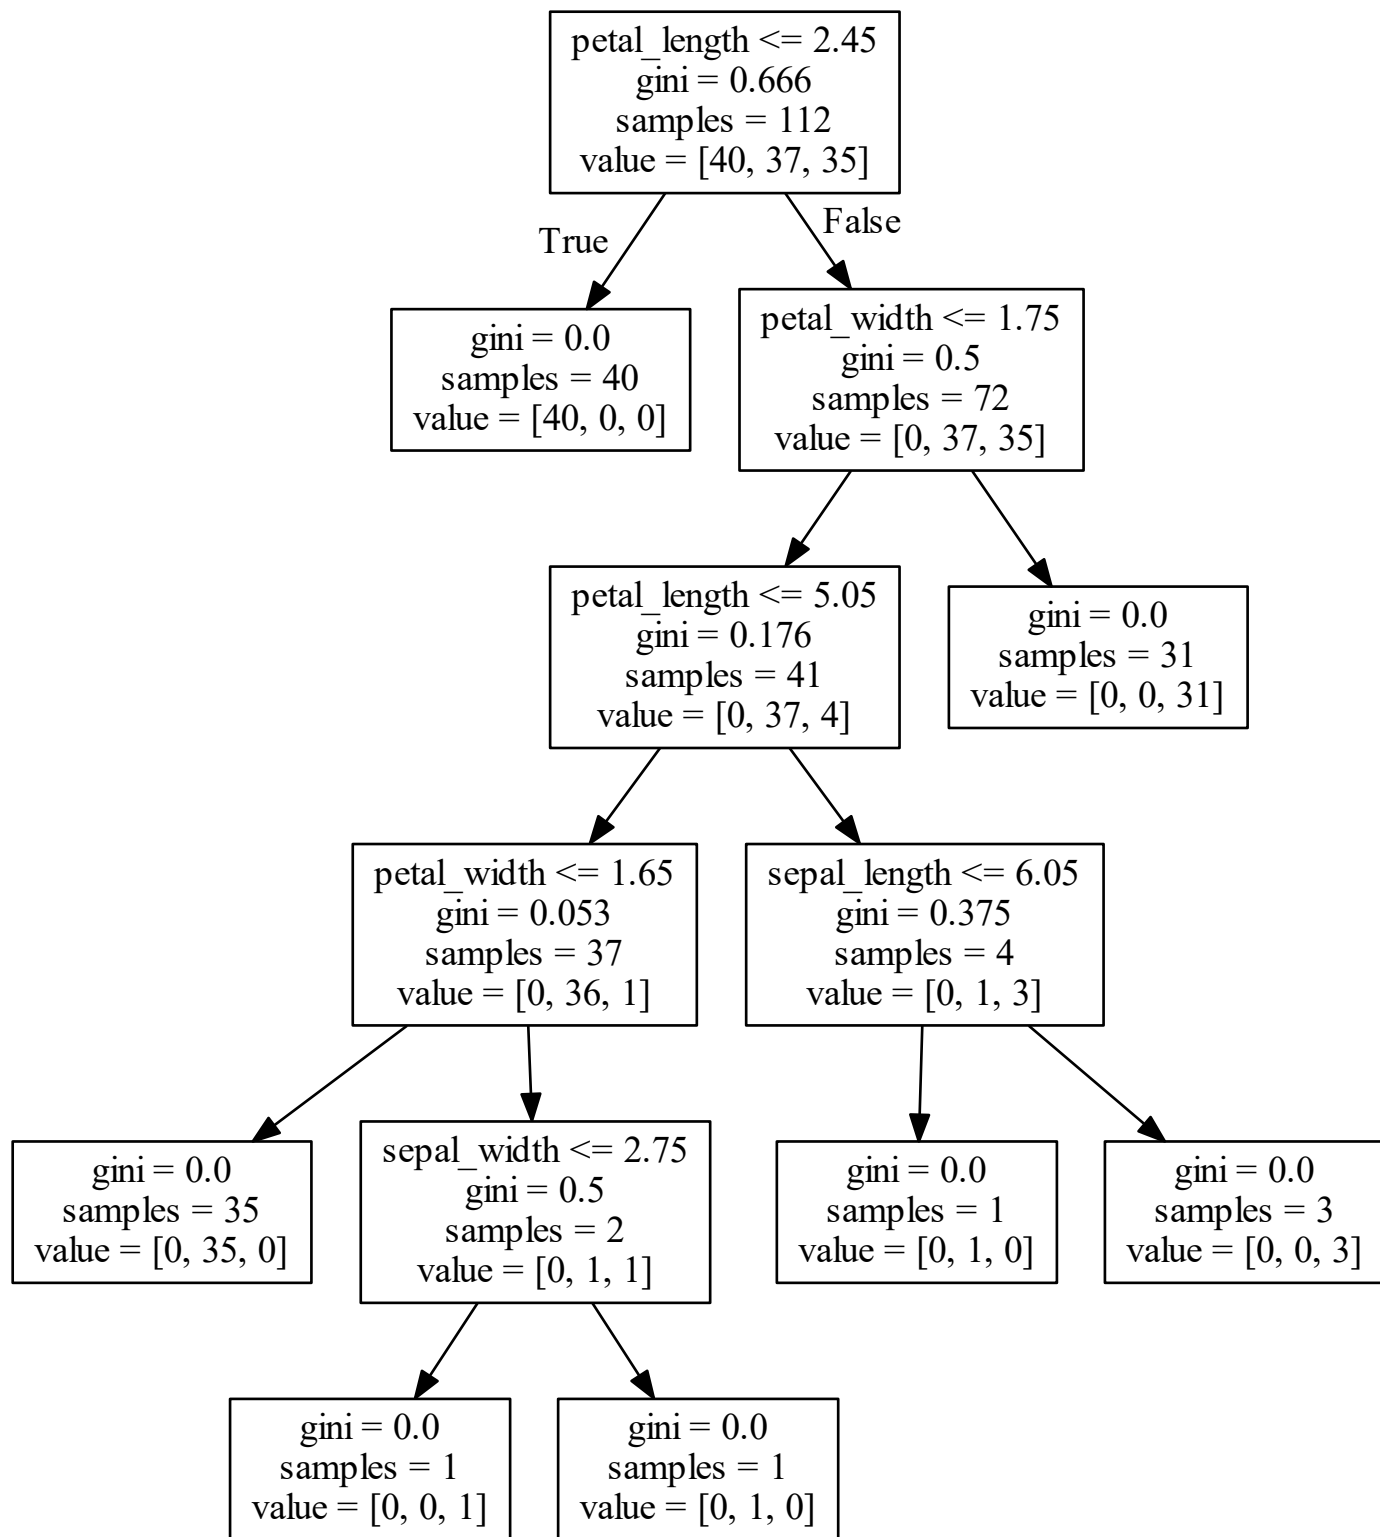 petal_length <= 2.45
gini = 0.666
samples = 112
value = [40, 37, 35]
True
False
gini = 0.0
samples = 40
value = [40, 0, 0]
petal_width <= 1.75
gini = 0.5
samples = 72
value = [0, 37, 35]
petal_length <= 5.05
gini = 0.176
samples = 41
value = [0, 37, 4]
gini = 0.0
samples = 31
value = [0, 0, 31]
petal_width <= 1.65
gini = 0.053
samples = 37
value = [0, 36, 1]
sepal_length <= 6.05
gini = 0.375
samples = 4
value = [0, 1, 3]
gini = 0.0
samples = 35
value = [0, 35, 0]
sepal_width <= 2.75
gini = 0.5
samples = 2
value = [0, 1, 1]
gini = 0.0
samples = 1
value = [0, 1, 0]
gini = 0.0
samples = 3
value = [0, 0, 3]
gini = 0.0
samples = 1
value = [0, 0, 1]
gini = 0.0
samples = 1
value = [0, 1, 0]